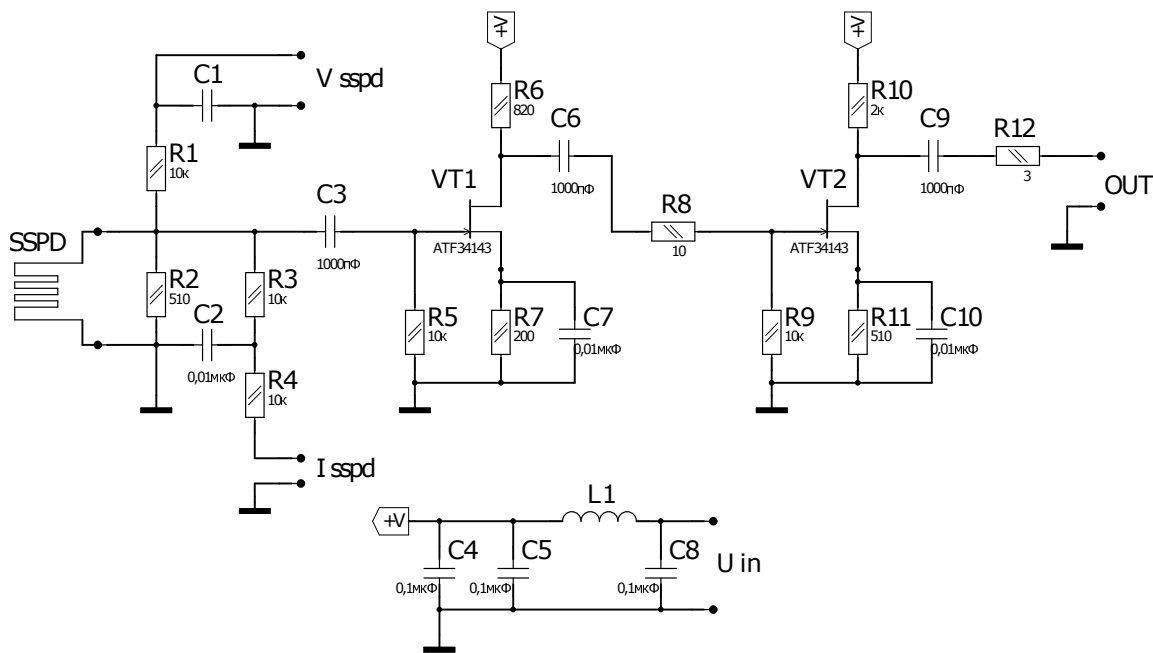 +V
+V
C1
V sspd
R6
820
R10
2к
C6
1000пФ
C9
1000пФ
R12
3
OUT
R1
10к
C3
1000пФ
VT1
ATF34143
R8
10
VT2
ATF34143
SSPD
R2
510
R3
10к
C2
0,01мкФ
R4
10к
R5
10к
R7
200
C7
0,01мкФ
R9
10к
R11
510
C10
0,01мкФ
I sspd
+V
L1
C4
0,1мкФ
C5
0,1мкФ
C8
0,1мкФ
U in